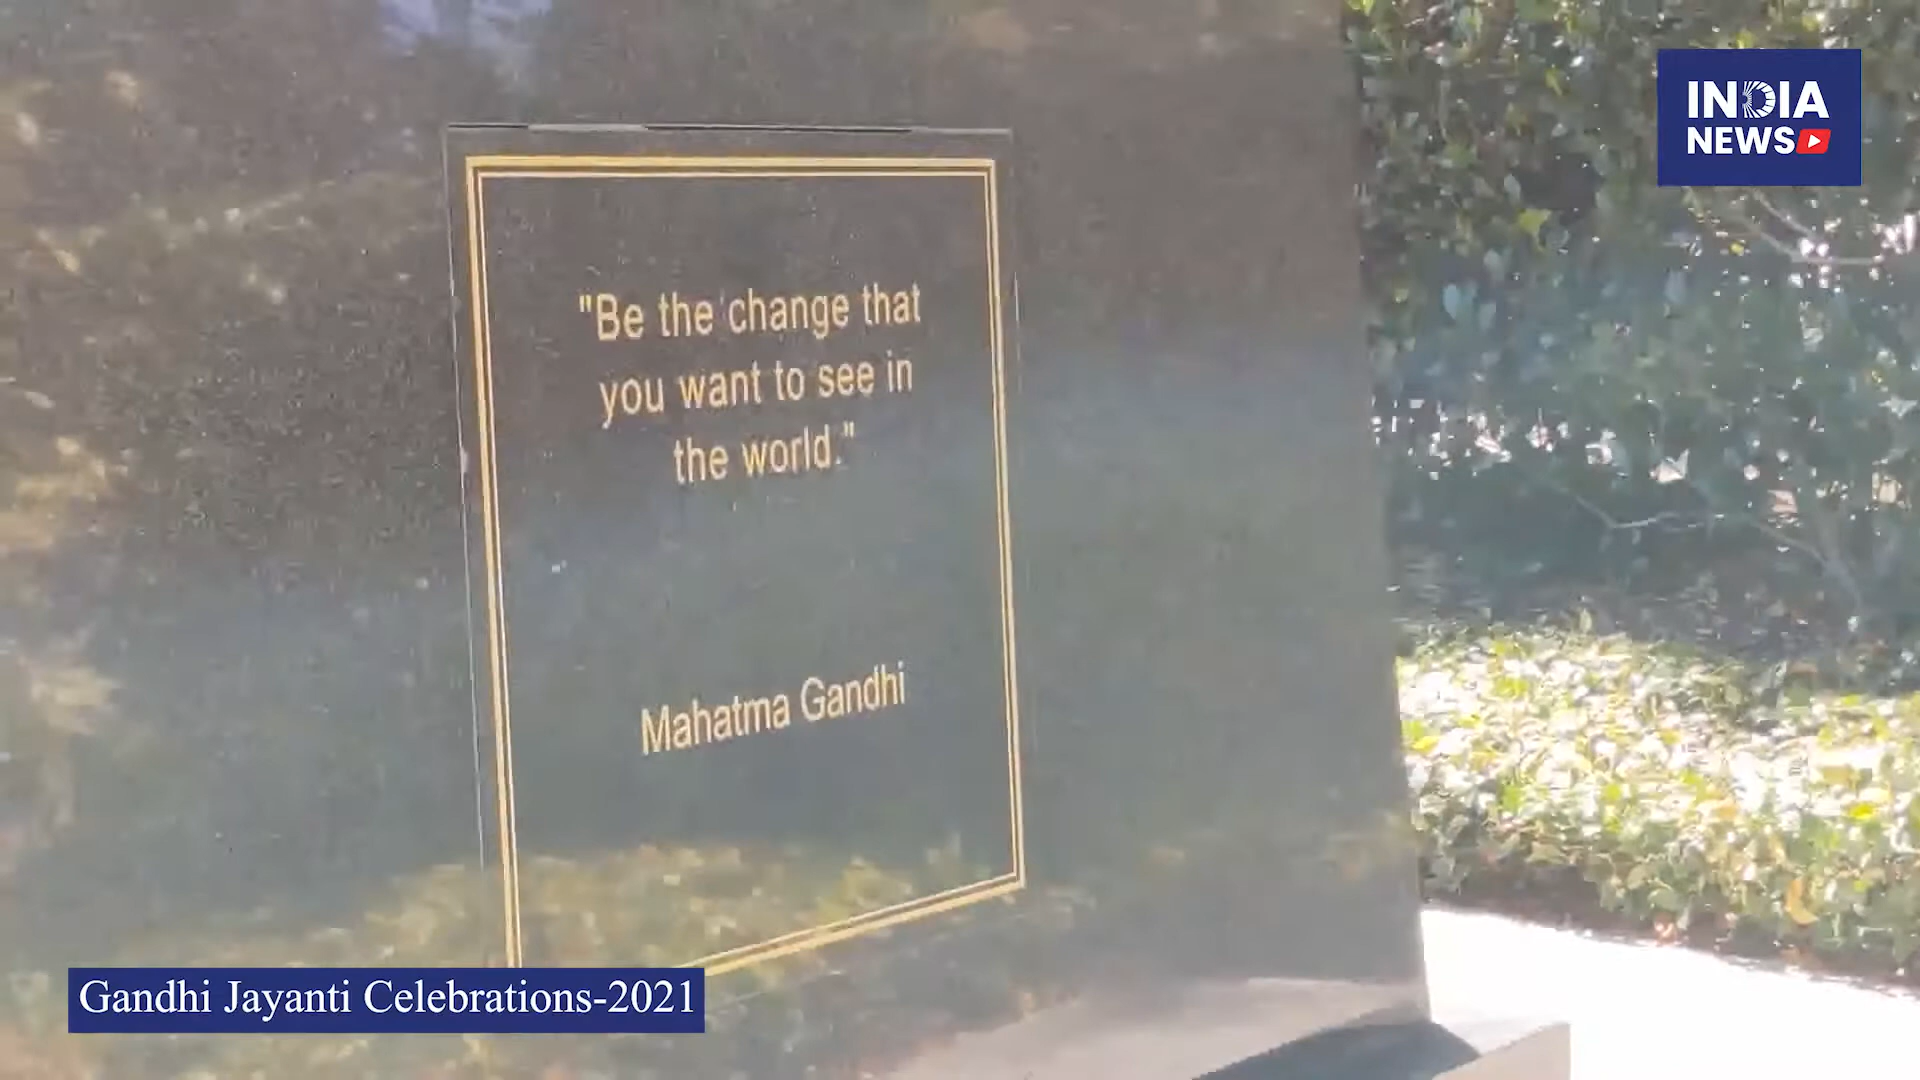 INDIA
NEWS
"Be the change that
you want to see in
the world."
Mahatma Gandhi
Gandhi Jayanti Celebrations-2021